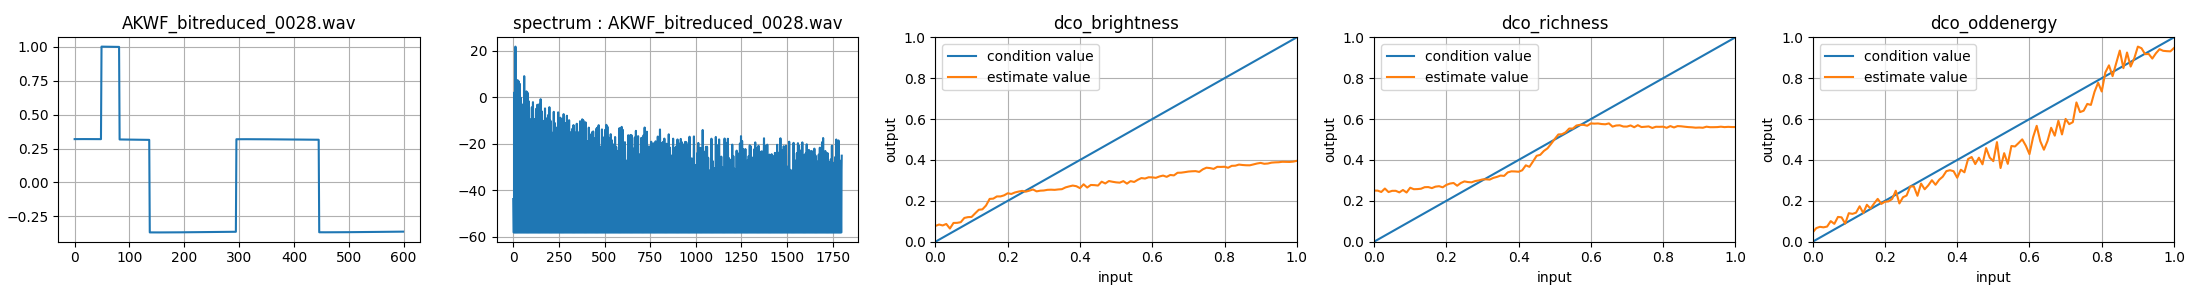 AKWF_bitreduced_0028.wav
1.00
0.75
0.50
0.25
0.00
−0.25
0 100 200 300 400 500 600
spectrum : AKWF_bitreduced_0028.wav
20
0
−20
−40
−60
0 250 500 750 1000 1250 1500 1750
dco_brightness
condition value
estimate value
output
1.0
0.8
0.6
0.4
0.2
0.0
0.0 0.2 0.4 0.6 0.8 1.0
input
dco_richness
condition value
estimate value
output
1.0
0.8
0.6
0.4
0.2
0.0
0.0 0.2 0.4 0.6 0.8 1.0
input
dco_oddenergy
condition value
estimate value
output
1.0
0.8
0.6
0.4
0.2
0.0
0.0 0.2 0.4 0.6 0.8 1.0
input